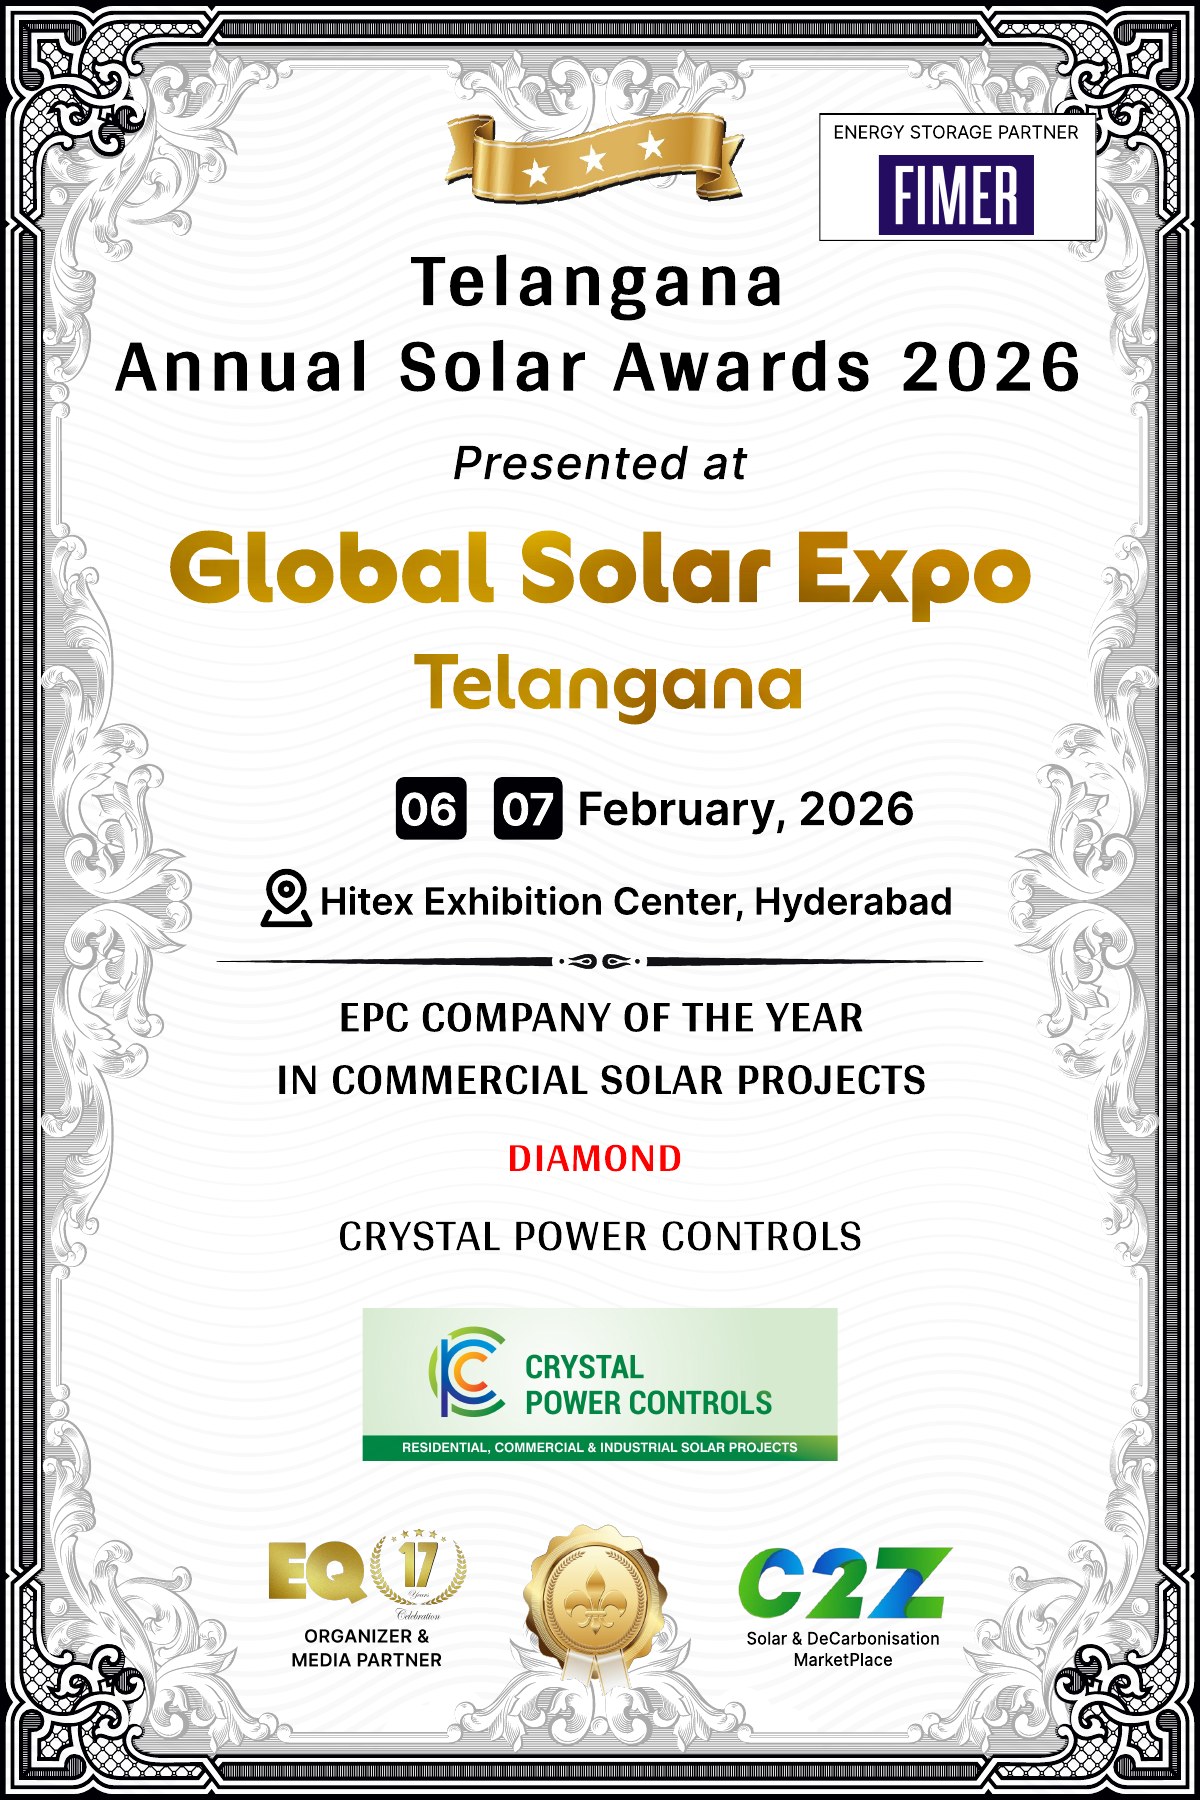 ENERGY STORAGE PARTNER
FIMER
Telangana
Annual Solar Awards 2026
Presented at
Global Solar Expo
Telangana
06 07 February, 2026
Hitex Exhibition Center, Hyderabad
EPC COMPANY OF THE YEAR
IN COMMERCIAL SOLAR PROJECTS
DIAMOND
CRYSTAL POWER CONTROLS
CRYSTAL
POWER CONTROLS
RESIDENTIAL, COMMERCIAL & INDUSTRIAL SOLAR PROJECTS
EQ 17
Years
Celebration
ORGANIZER &
MEDIA PARTNER
C2Z
Solar & DeCarbonisation
MarketPlace